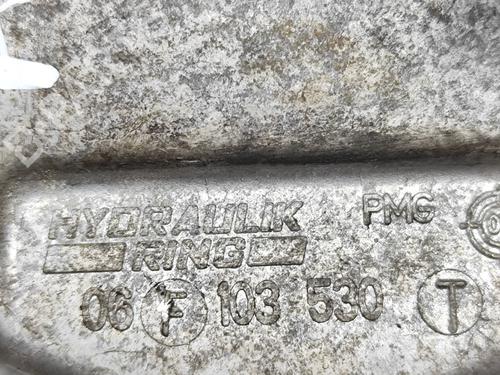 HYDRAULIK PMG
RING
06 F 103 530 T